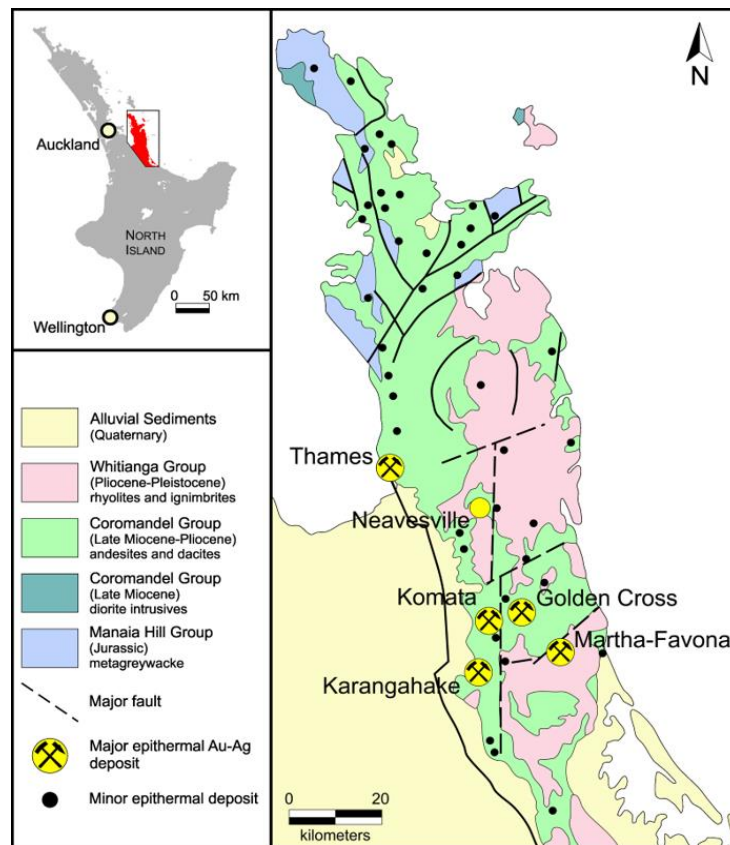 Auckland
NORTH
ISLAND
0 50 km
Wellington
N
Alluvial Sediments
(Quaternary)
Whitianga Group
(Pliocene-Pleistocene)
rhyolites and ignimbrites
Coromandel Group
(Late Miocene-Pliocene)
andesites and dacites
Coromandel Group
(Late Miocene)
diorite intrusives
Manaia Hill Group
(Jurassic)
metagreywacke
Major fault
Major epithermal Au-Ag
deposit
Minor epithermal deposit
Thames
Neavesville
Komata
Golden Cross
Martha-Favona
Karangahake
0 20
kilometers